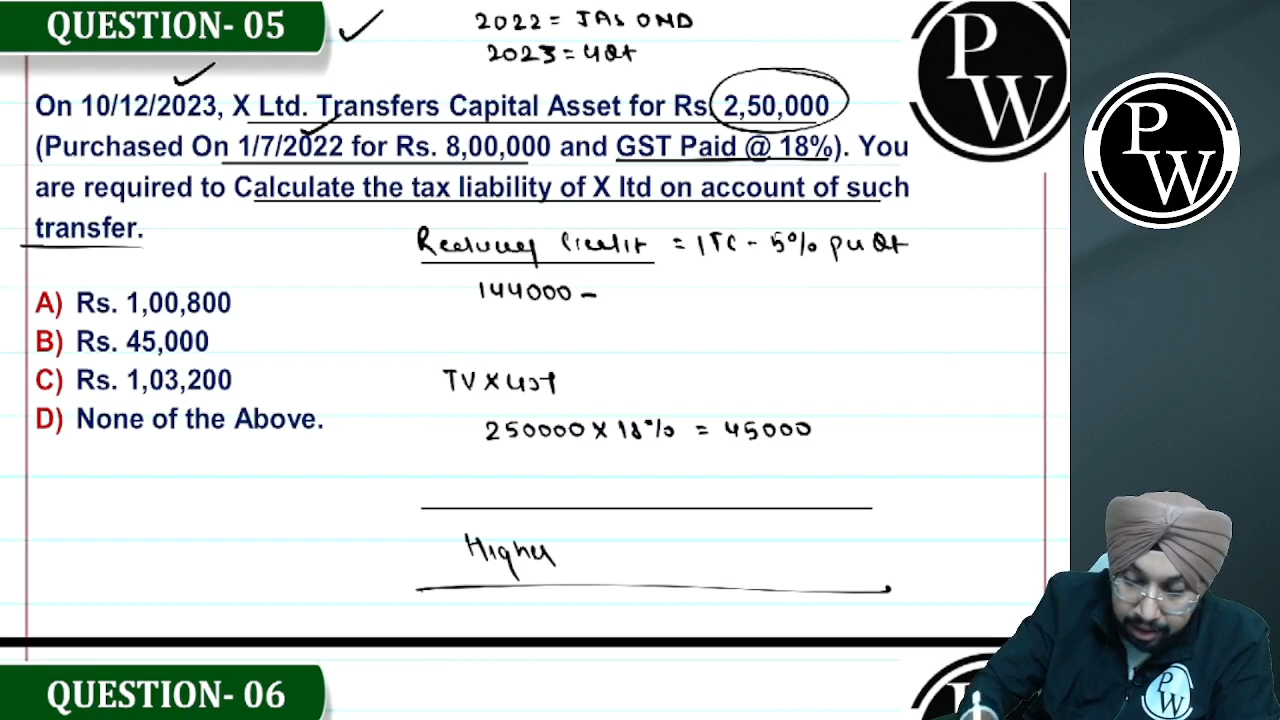 QUESTION- 05
2022 = JAS OND
2023 = 4Qt
On 10/12/2023, X Ltd. Transfers Capital Asset for Rs. 2,50,000
(Purchased On 1/7/2022 for Rs. 8,00,000 and GST Paid @ 18%). You
are required to Calculate the tax liability of X ltd on account of such
transfer.
= ITC - 5% per Qt
144000 -
A) Rs. 1,00,800
B) Rs. 45,000
C) Rs. 1,03,200
D) None of the Above.
TV X
250000 X 18% = 45000
Higher
QUESTION- 06
P
W
P
W
P
W
P
W